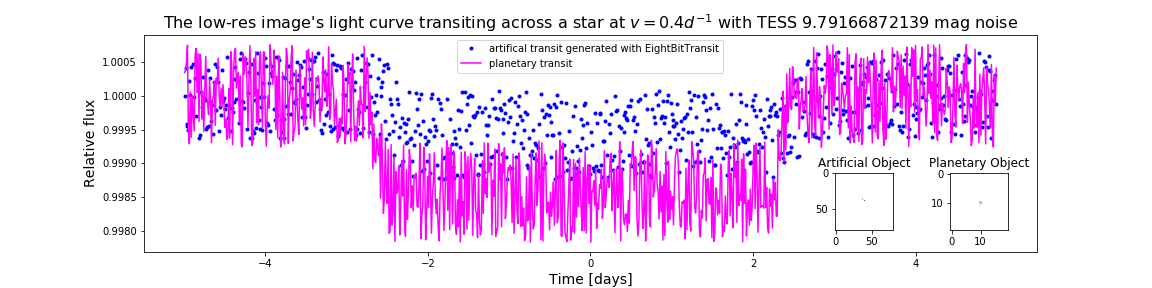 The low-res image's light curve transiting across a star at v = 0.4d⁻¹ with TESS 9.79166872139 mag noise
artifical transit generated with EightBitTransit
planetary transit
Relative flux
1.0005
1.0000
0.9995
0.9990
0.9985
0.9980
Artificial Object
0
50
0 50
Planetary Object
0
10
0 10
−4 −2 0 2 4
Time [days]